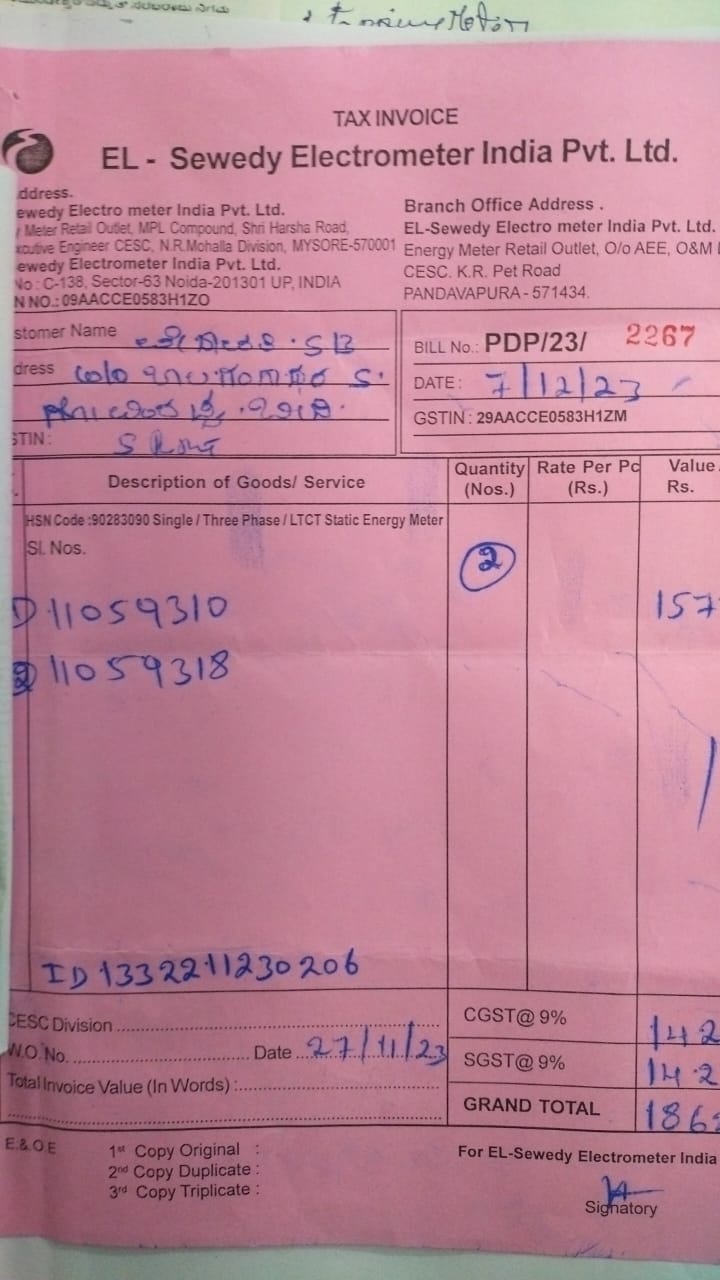 TAX INVOICE
EL - Sewedy Electrometer India Pvt. Ltd.
ddress.
ewedy Electro meter India Pvt. Ltd.
Meter Retail Outlet, MPL Compound, Shri Harsha Road,
xcutive Engineer CESC, N.R.Mohalla Division, MYSORE-570001
ewedy Electrometer India Pvt. Ltd.
No : C-138, Sector-63 Noida-201301 UP, INDIA
N NO.: 09AACCE0583H1ZO
Branch Office Address .
EL-Sewedy Electro meter India Pvt. Ltd.
Energy Meter Retail Outlet, O/o AEE, O&M
CESC. K.R. Pet Road
PANDAVAPURA - 571434.
stomer Name
dress
STIN :
BILL No.: PDP/23/ 2267
DATE : 7/12/23
GSTIN : 29AACCE0583H1ZM
Description of Goods/ Service
Quantity (Nos.)
Rate Per Pc (Rs.)
Value Rs.
HSN Code :90283090 Single / Three Phase / LTCT Static Energy Meter
Sl. Nos.
2
11059310
157
11059318
ID 1332211230206
CESC Division
W.O. No. Date 27/11/23
Total Invoice Value (In Words) :
CGST@ 9% 142
SGST@ 9% 142
GRAND TOTAL 186
E.& O E
1st Copy Original :
2nd Copy Duplicate :
3rd Copy Triplicate :
For EL-Sewedy Electrometer India
Signatory